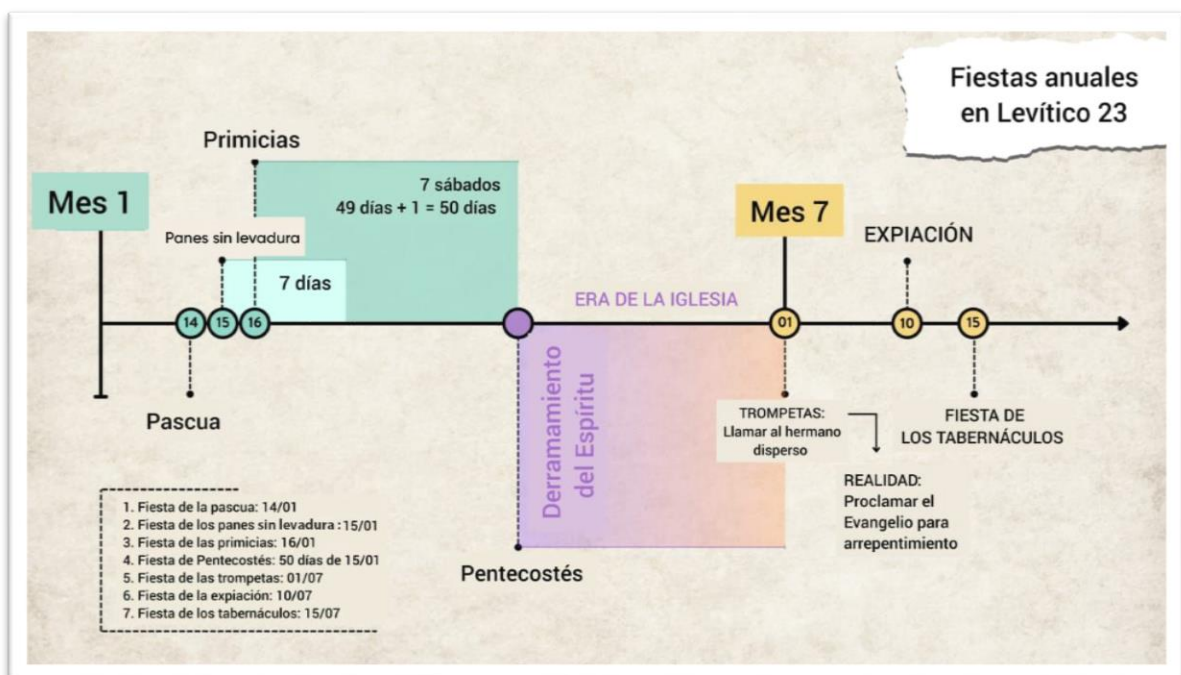 Fiestas anuales
en Levítico 23
Primicias
Mes 1
7 sábados
49 días + 1 = 50 días
Panes sin levadura
7 días
Mes 7
EXPIACIÓN
ERA DE LA IGLESIA
14
15
16
01
10
15
Pascua
Derramamiento
del Espíritu
Pentecostés
TROMPETAS:
Llamar al hermano
disperso
REALIDAD:
Proclamar el
Evangelio para
arrepentimiento
FIESTA DE
LOS TABERNÁCULOS
1. Fiesta de la pascua: 14/01
2. Fiesta de los panes sin levadura : 15/01
3. Fiesta de las primicias: 16/01
4. Fiesta de Pentecostés: 50 días de 15/01
5. Fiesta de las trompetas: 01/07
6. Fiesta de la expiación: 10/07
7. Fiesta de los tabernáculos: 15/07